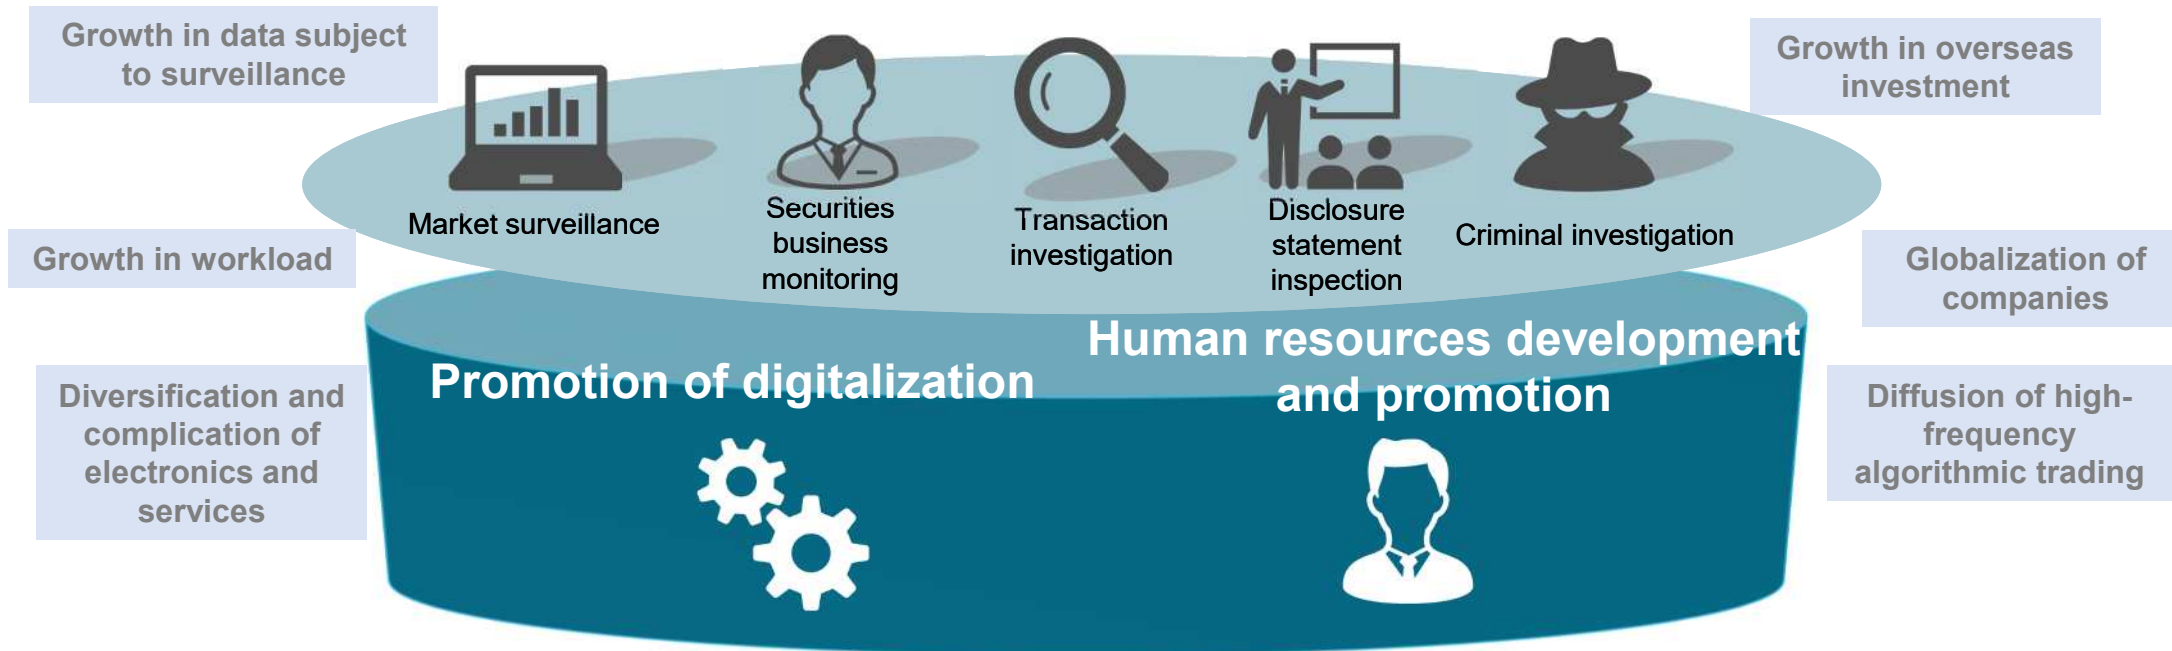 Growth in data subject
to surveillance
Growth in overseas
investment
Market surveillance
Securities
business
monitoring
Transaction
investigation
Disclosure
statement
inspection
Criminal investigation
Growth in workload
Globalization of
companies
Promotion of digitalization
Human resources development
and promotion
Diversification and
complication of
electronics and
services
Diffusion of high-
frequency
algorithmic trading